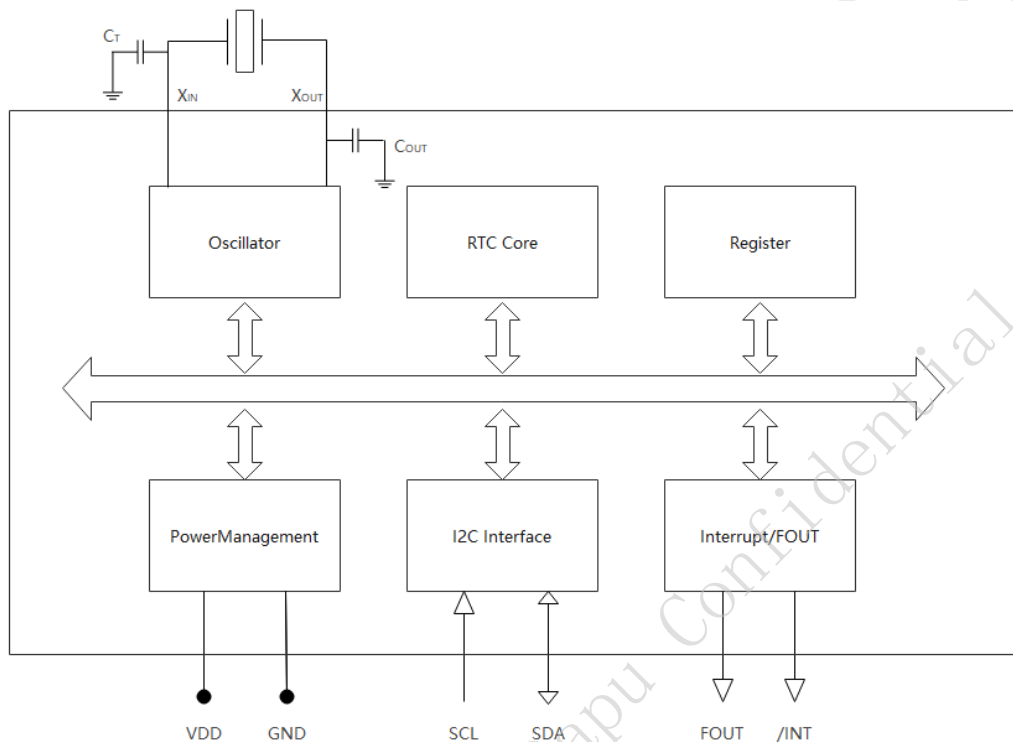 CT
XIN XOUT
COUT
Oscillator RTC Core Register
PowerManagement I2C Interface Interrupt/FOUT
VDD GND SCL SDA FOUT /INT
apu Confidential